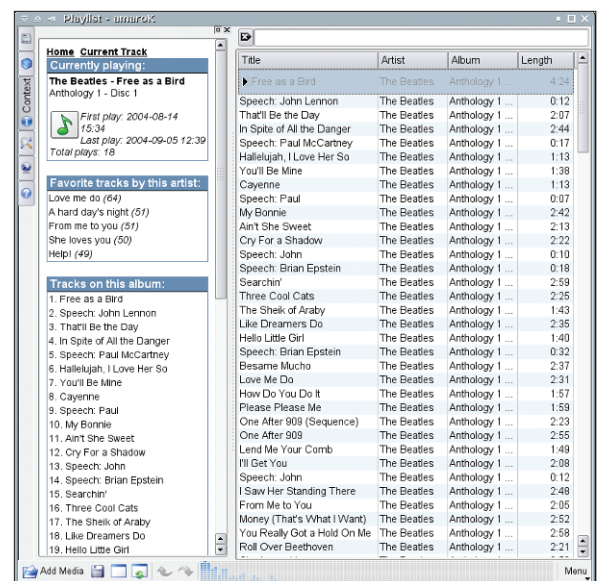 Playlist - amaroK
Context
Home Current Track
Currently playing:
The Beatles - Free as a Bird
Anthology 1 - Disc 1
First play: 2004-08-14
15:34
Last play: 2004-09-05 12:39
Total plays: 18
Favorite tracks by this artist:
Love me do (64)
A hard day's night (51)
From me to you (51)
She loves you (50)
Help! (49)
Tracks on this album:
1. Free as a Bird
2. Speech: John Lennon
3. That'll Be the Day
4. In Spite of All the Danger
5. Speech: Paul McCartney
6. Hallelujah, I Love Her So
7. You'll Be Mine
8. Cayenne
9. Speech: Paul
10. My Bonnie
11. Ain't She Sweet
12. Cry For a Shadow
13. Speech: John
14. Speech: Brian Epstein
15. Searchin'
16. Three Cool Cats
17. The Sheik of Araby
18. Like Dreamers Do
19. Hello Little Girl
Title Artist Album Length
Free as a Bird The Beatles Anthology 1 ... 4:24
Speech: John Lennon The Beatles Anthology 1 ... 0:12
That'll Be the Day The Beatles Anthology 1 ... 2:07
In Spite of All the Danger The Beatles Anthology 1 ... 2:44
Speech: Paul McCartney The Beatles Anthology 1 ... 0:17
Hallelujah, I Love Her So The Beatles Anthology 1 ... 1:13
You'll Be Mine The Beatles Anthology 1 ... 1:38
Cayenne The Beatles Anthology 1 ... 1:13
Speech: Paul The Beatles Anthology 1 ... 0:07
My Bonnie The Beatles Anthology 1 ... 2:42
Ain't She Sweet The Beatles Anthology 1 ... 2:13
Cry For a Shadow The Beatles Anthology 1 ... 2:22
Speech: John The Beatles Anthology 1 ... 0:10
Speech: Brian Epstein The Beatles Anthology 1 ... 0:18
Searchin' The Beatles Anthology 1 ... 2:59
Three Cool Cats The Beatles Anthology 1 ... 2:25
The Sheik of Araby The Beatles Anthology 1 ... 1:43
Like Dreamers Do The Beatles Anthology 1 ... 2:35
Hello Little Girl The Beatles Anthology 1 ... 1:40
Speech: Brian Epstein The Beatles Anthology 1 ... 0:32
Besame Mucho The Beatles Anthology 1 ... 2:37
Love Me Do The Beatles Anthology 1 ... 2:31
How Do You Do It The Beatles Anthology 1 ... 1:57
Please Please Me The Beatles Anthology 1 ... 1:59
One After 909 (Sequence) The Beatles Anthology 1 ... 2:23
One After 909 The Beatles Anthology 1 ... 2:55
Lend Me Your Comb The Beatles Anthology 1 ... 1:49
I'll Get You The Beatles Anthology 1 ... 2:08
Speech: John The Beatles Anthology 1 ... 0:12
I Saw Her Standing There The Beatles Anthology 1 ... 2:48
From Me to You The Beatles Anthology 1 ... 2:05
Money (That's What I Want) The Beatles Anthology 1 ... 2:52
You Really Got a Hold On Me The Beatles Anthology 1 ... 2:58
Roll Over Beethoven The Beatles Anthology 1 ... 2:21
Add Media
Menu